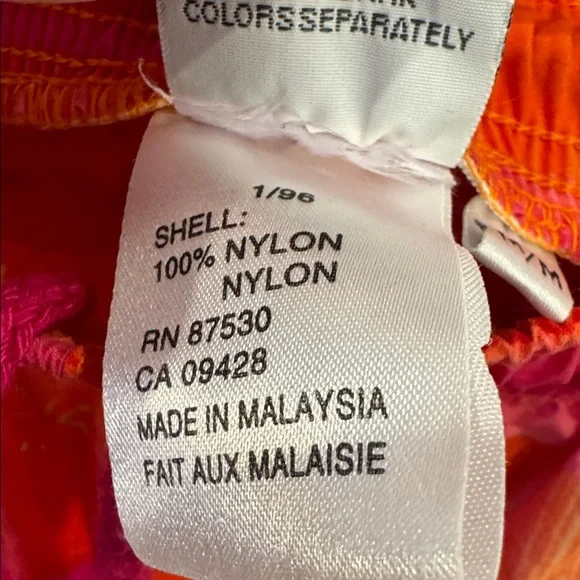 COLORSSEPARATELY
1/96
SHELL:
100% NYLON
NYLON
RN 87530
CA 09428
MADE IN MALAYSIA
FAIT AUX MALAISIE
M/M